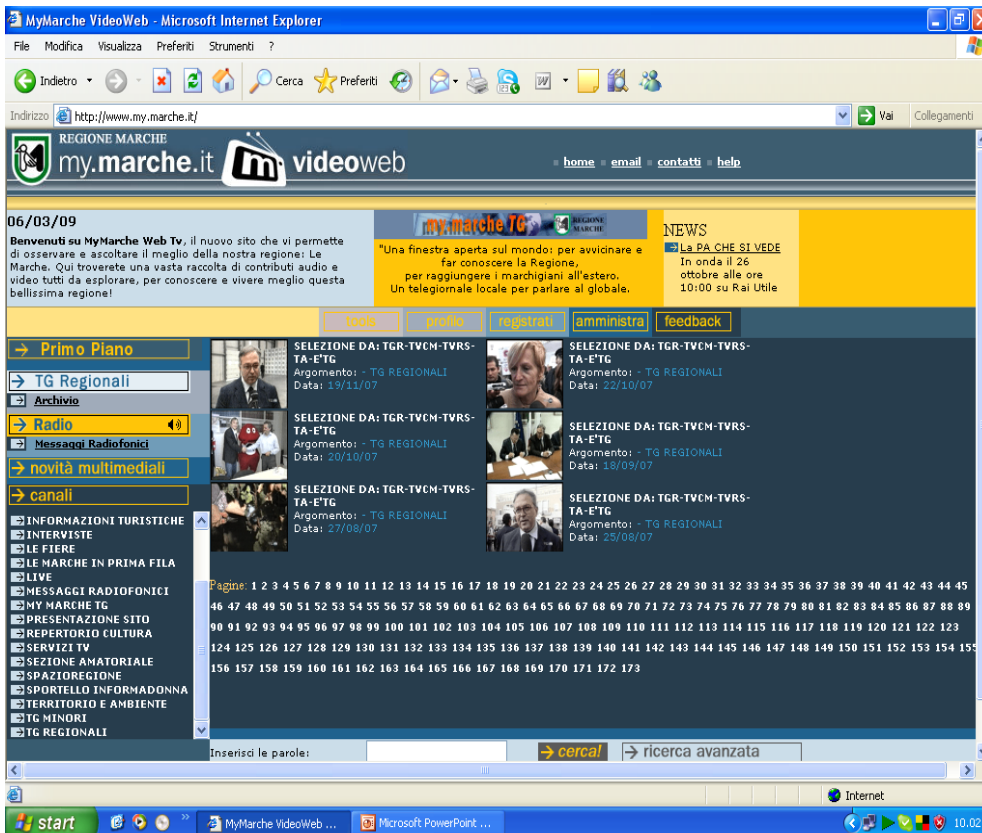 MyMarche VideoWeb - Microsoft Internet Explorer
File Modifica Visualizza Preferiti Strumenti ?
Indietro Cerca Preferiti
Indirizzo http://www.my.marche.it/ Vai Collegamenti
REGIONE MARCHE
my.marche.it m videoweb
home email contatti help
06/03/09
Benvenuti su MyMarche Web Tv, il nuovo sito che vi permette
di osservare e ascoltare il meglio della nostra regione: Le
Marche. Qui troverete una vasta raccolta di contributi audio e
video tutti da esplorare, per conoscere e vivere meglio questa
bellissima regione!
my.marche TG REGIONE MARCHE
"Una finestra aperta sul mondo: per avvicinare e
far conoscere la Regione,
per raggiungere i marchigiani all'estero.
Un telegiornale locale per parlare al globale.
NEWS
La PA CHE SI VEDE
In onda il 26
ottobre alle ore
10:00 su Rai Utile
tools profilo registrati amministra feedback
Primo Piano
TG Regionali
Archivio
Radio
Messaggi Radiofonici
novità multimediali
canali
INFORMAZIONI TURISTICHE
INTERVISTE
LE FIERE
LE MARCHE IN PRIMA FILA
LIVE
MESSAGGI RADIOFONICI
MY MARCHE TG
PRESENTAZIONE SITO
REPERTORIO CULTURA
SERVIZI TV
SEZIONE AMATORIALE
SPAZIOREGIONE
SPORTELLO INFORMADONNA
TERRITORIO E AMBIENTE
TG MINORI
TG REGIONALI
SELEZIONE DA: TGR-TVCM-TVRS-
TA-E'TG
Argomento: - TG REGIONALI
Data: 19/11/07
SELEZIONE DA: TGR-TVCM-TVRS-
TA-E'TG
Argomento: - TG REGIONALI
Data: 22/10/07
SELEZIONE DA: TGR-TVCM-TVRS-
TA-E'TG
Argomento: - TG REGIONALI
Data: 20/10/07
SELEZIONE DA: TGR-TVCM-TVRS-
TA-E'TG
Argomento: - TG REGIONALI
Data: 18/09/07
SELEZIONE DA: TGR-TVCM-TVRS-
TA-E'TG
Argomento: - TG REGIONALI
Data: 27/08/07
SELEZIONE DA: TGR-TVCM-TVRS-
TA-E'TG
Argomento: - TG REGIONALI
Data: 25/08/07
Pagine: 1 2 3 4 5 6 7 8 9 10 11 12 13 14 15 16 17 18 19 20 21 22 23 24 25 26 27 28 29 30 31 32 33 34 35 36 37 38 39 40 41 42 43 44 45
46 47 48 49 50 51 52 53 54 55 56 57 58 59 60 61 62 63 64 65 66 67 68 69 70 71 72 73 74 75 76 77 78 79 80 81 82 83 84 85 86 87 88 89
90 91 92 93 94 95 96 97 98 99 100 101 102 103 104 105 106 107 108 109 110 111 112 113 114 115 116 117 118 119 120 121 122 123
124 125 126 127 128 129 130 131 132 133 134 135 136 137 138 139 140 141 142 143 144 145 146 147 148 149 150 151 152 153 154 155
156 157 158 159 160 161 162 163 164 165 166 167 168 169 170 171 172 173
Inserisci le parole: cerca! ricerca avanzata
Internet
start MyMarche VideoWeb ... Microsoft PowerPoint ... 10.02